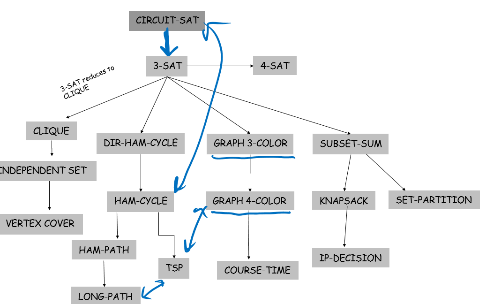 CIRCUIT-SAT
3-SAT
4-SAT
3-SAT reduces to
CLIQUE
CLIQUE
DIR-HAM-CYCLE
GRAPH 3-COLOR
SUBSET-SUM
INDEPENDENT SET
HAM-CYCLE
GRAPH 4-COLOR
KNAPSACK
SET-PARTITION
VERTEX COVER
HAM-PATH
TSP
COURSE TIME
IP-DECISION
LONG-PATH